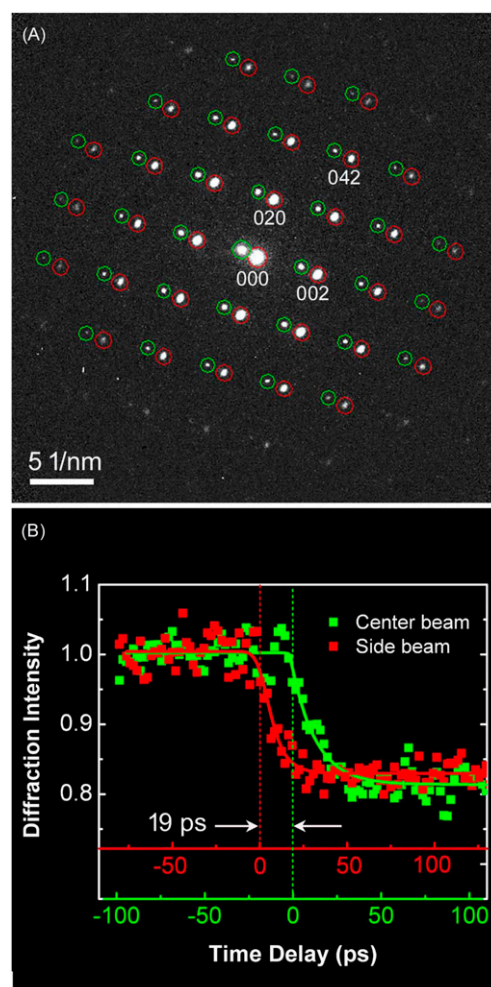 (A)
042
020
000
002
5 1/nm
(B)
1.1
1.0
0.9
0.8
Diffraction Intensity
Center beam
Side beam
19 ps
-50 0 50 100
-100 -50 0 50 100
Time Delay (ps)